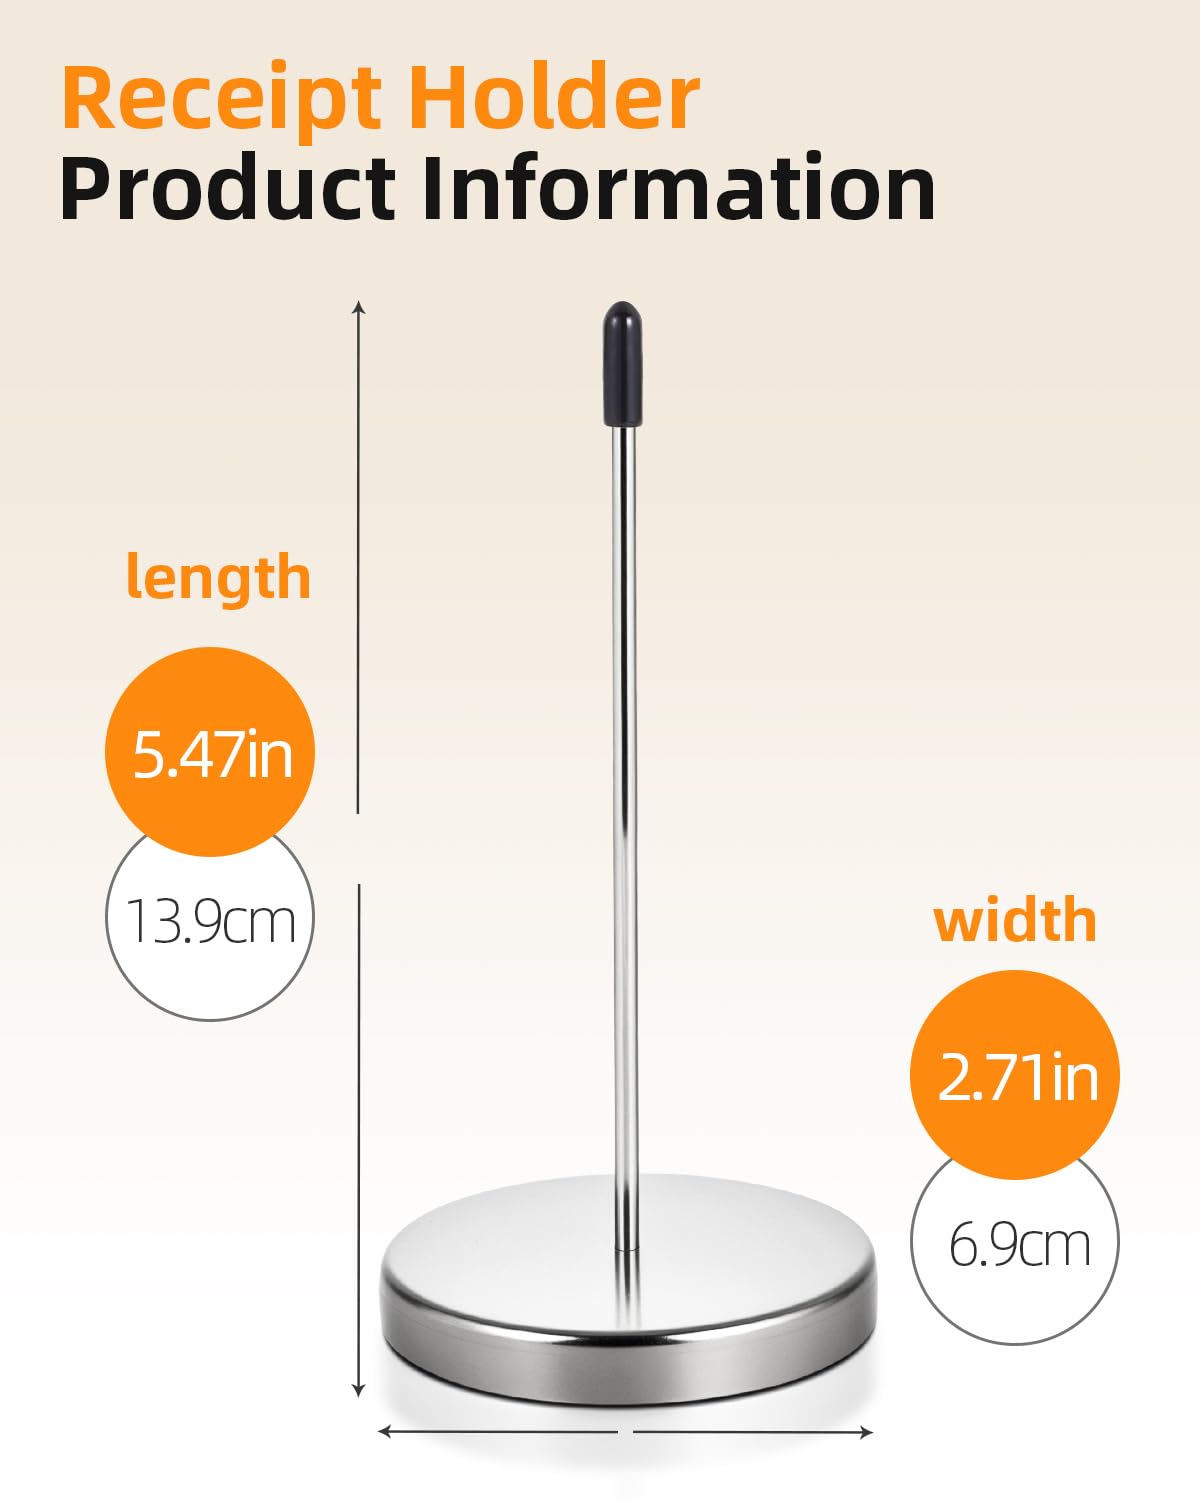 Receipt Holder
Product Information
length
5.47in
13.9cm
width
2.71in
6.9cm